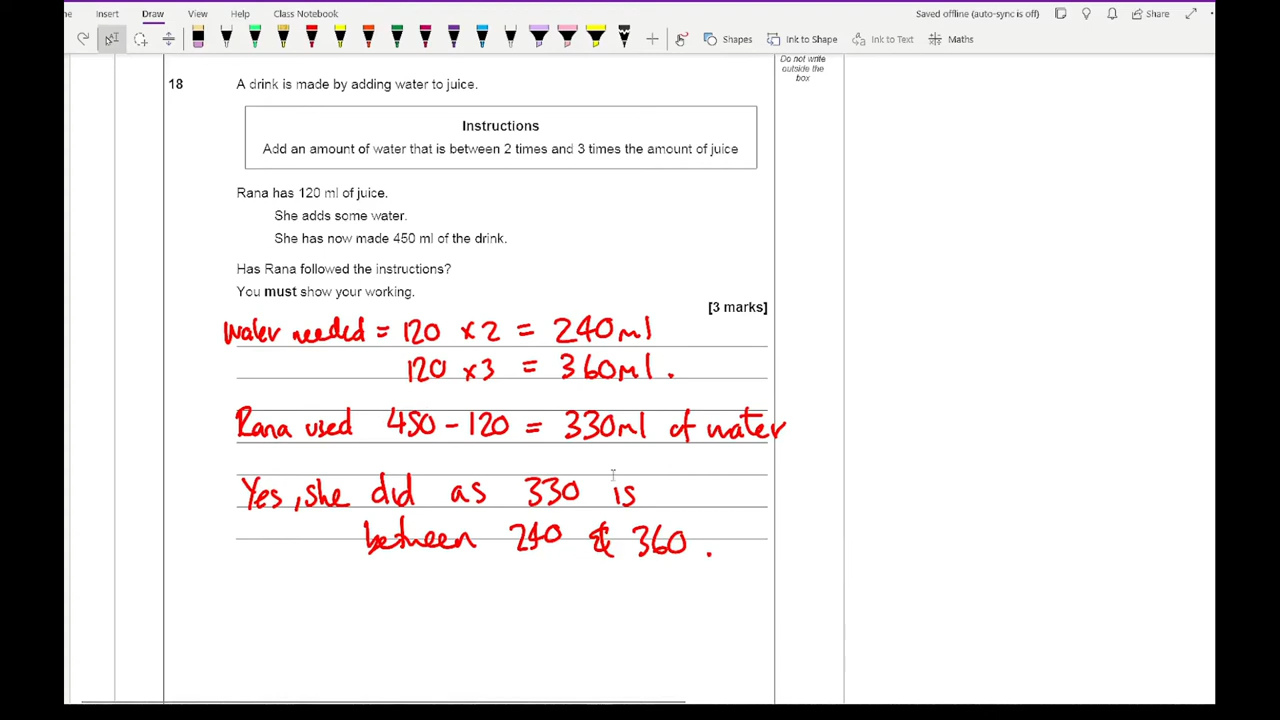 Insert Draw View Help Class Notebook Saved offline (auto-sync is off) Share
Shapes Ink to Shape Ink to Text Maths
Do not write
outside the
box
18 A drink is made by adding water to juice.
Instructions
Add an amount of water that is between 2 times and 3 times the amount of juice
Rana has 120 ml of juice.
She adds some water.
She has now made 450 ml of the drink.
Has Rana followed the instructions?
You must show your working.
[3 marks]
Water needed = 120 x 2 = 240ml
120 x 3 = 360ml.
Rana used 450 - 120 = 330ml of water
Yes, she did as 330 is
between 240 & 360.